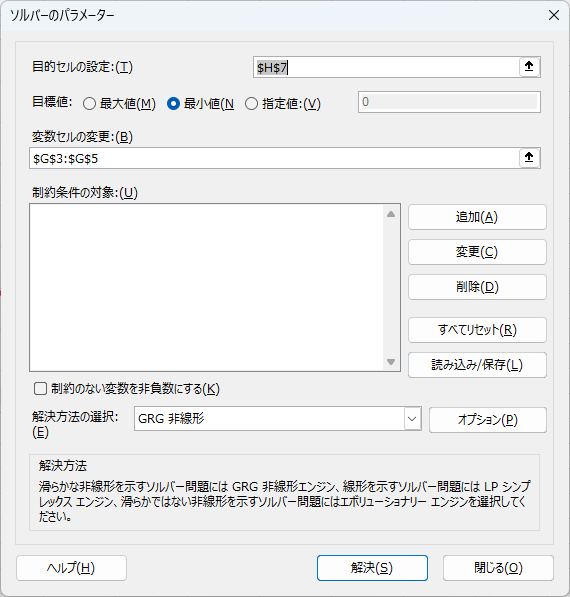 ソルバーのパラメーター
目的セルの設定:(T)
$H$7
目標値:
最大値(M)
最小値(N
指定値:(V)
0
変数セルの変更:(B)
$G$3:$G$5
制約条件の対象:(U)
追加(A)
変更(C)
削除(D)
すべてリセット(R)
読み込み/保存(L)
制約のない変数を非負数にする(K)
解決方法の選択:
(E)
GRG 非線形
オプション(P)
解決方法
滑らかな非線形を示すソルバー問題には GRG 非線形エンジン、線形を示すソルバー問題には LP シンプ
レックス エンジン、滑らかではない非線形を示すソルバー問題にはエボリューショナリー エンジンを選択してく
ださい。
ヘルプ(H)
解決(S)
閉じる(O)